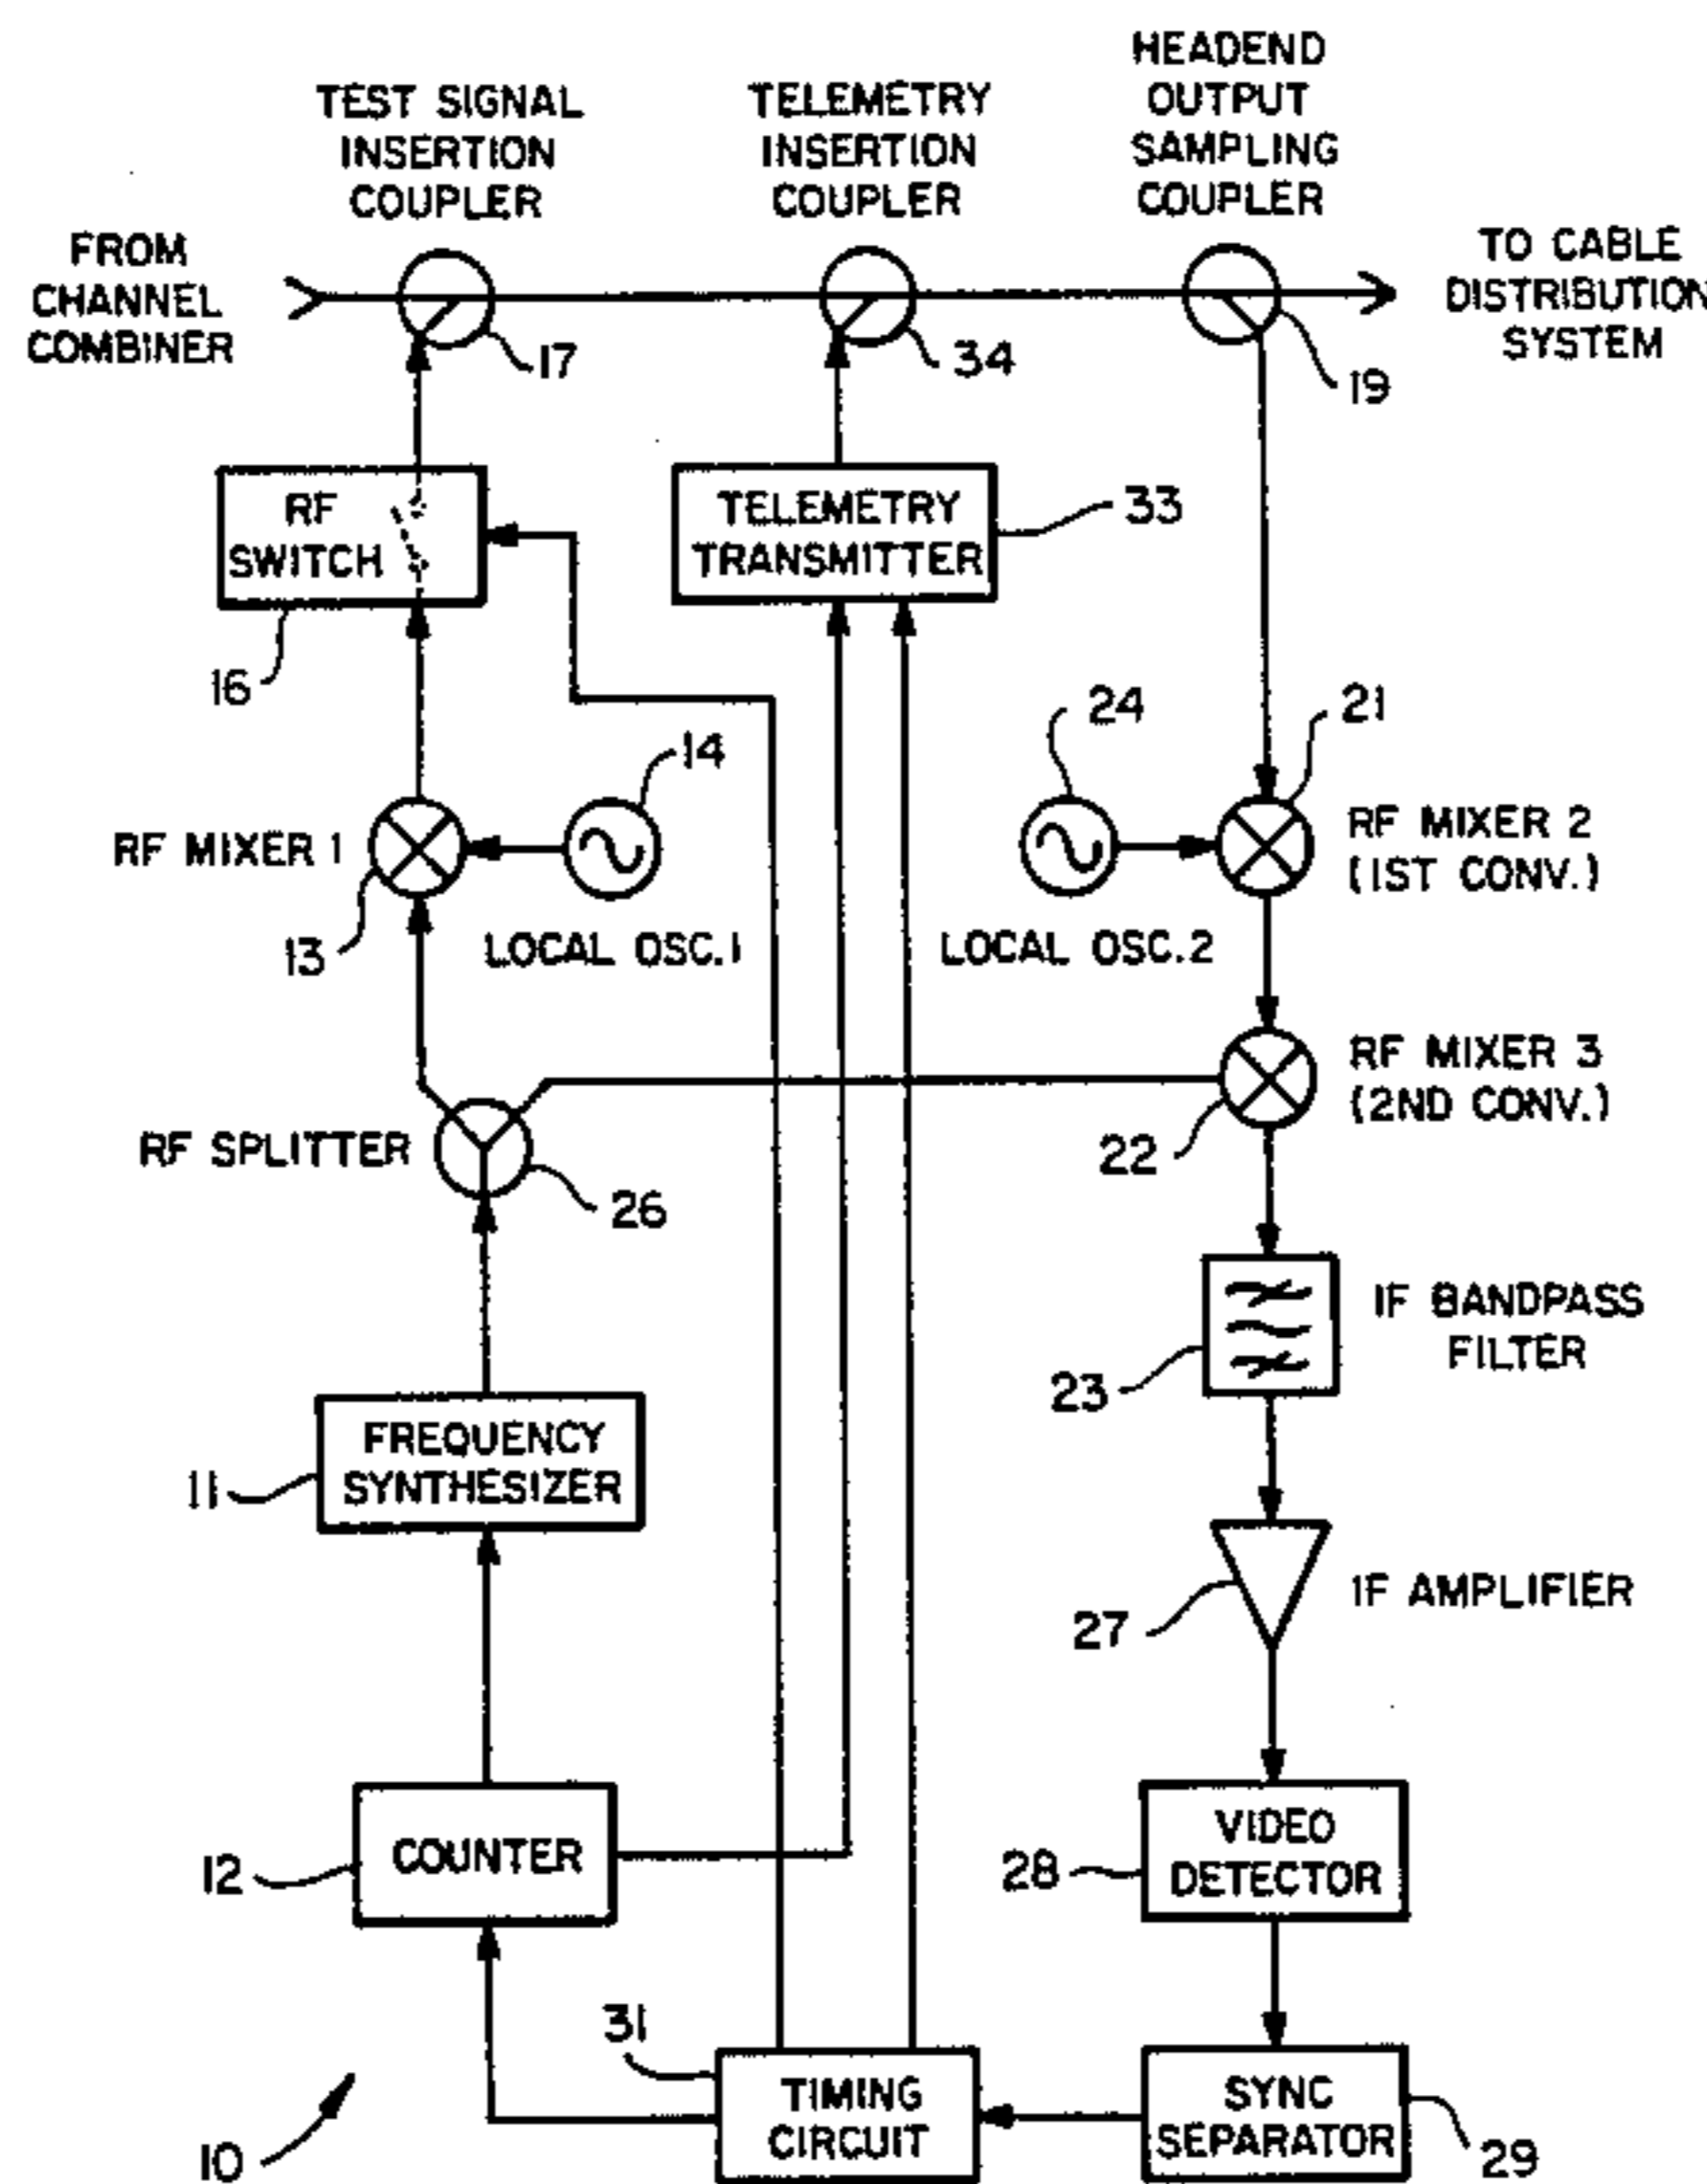 HEADEND
OUTPUT
SAMPLING
COUPLER
TEST SIGNAL
INSERTION
COUPLER
TELEMETRY
INSERTION
COUPLER
FROM
CHANNEL
COMBINER
TO CABLE
DISTRIBUTION
SYSTEM
17
34
19
RF
SWITCH
TELEMETRY
TRANSMITTER
33
16
24
21
14
RF MIXER 1
RF MIXER 2
(1ST CONV.)
13
LOCAL OSC.1
LOCAL OSC.2
RF MIXER 3
(2ND CONV.)
RF SPLITTER
22
26
IF BANDPASS
FILTER
23
FREQUENCY
SYNTHESIZER
11
IF AMPLIFIER
27
COUNTER
12
VIDEO
DETECTOR
28
31
TIMING
CIRCUIT
SYNC
SEPARATOR
10
29